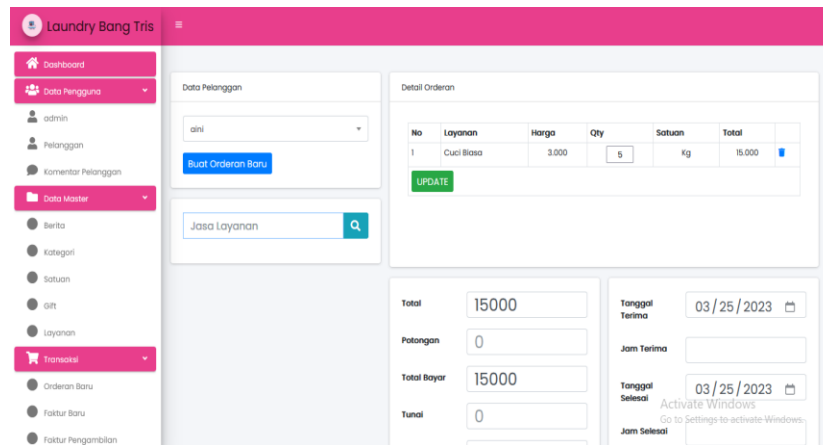 Laundry Bang Tris
Dashboard
Data Pengguna
admin
Pelanggan
Komentar Pelanggan
Data Master
Berita
Kategori
Satuan
Gift
Layanan
Transaksi
Orderan Baru
Faktur Baru
Faktur Pengambilan
Data Pelanggan
aini
Buat Orderan Baru
Jasa Layanan
Detail Orderan
No Layanan Harga Qty Satuan Total
1 Cuci Biasa 3.000 5 Kg 15.000
UPDATE
Total 15000
Potongan 0
Total Bayar 15000
Tunai 0
Tanggal Terima 03/25/2023
Jam Terima
Tanggal Selesai 03/25/2023
Jam Selesai
Activate Windows
Go to Settings to activate Windows.